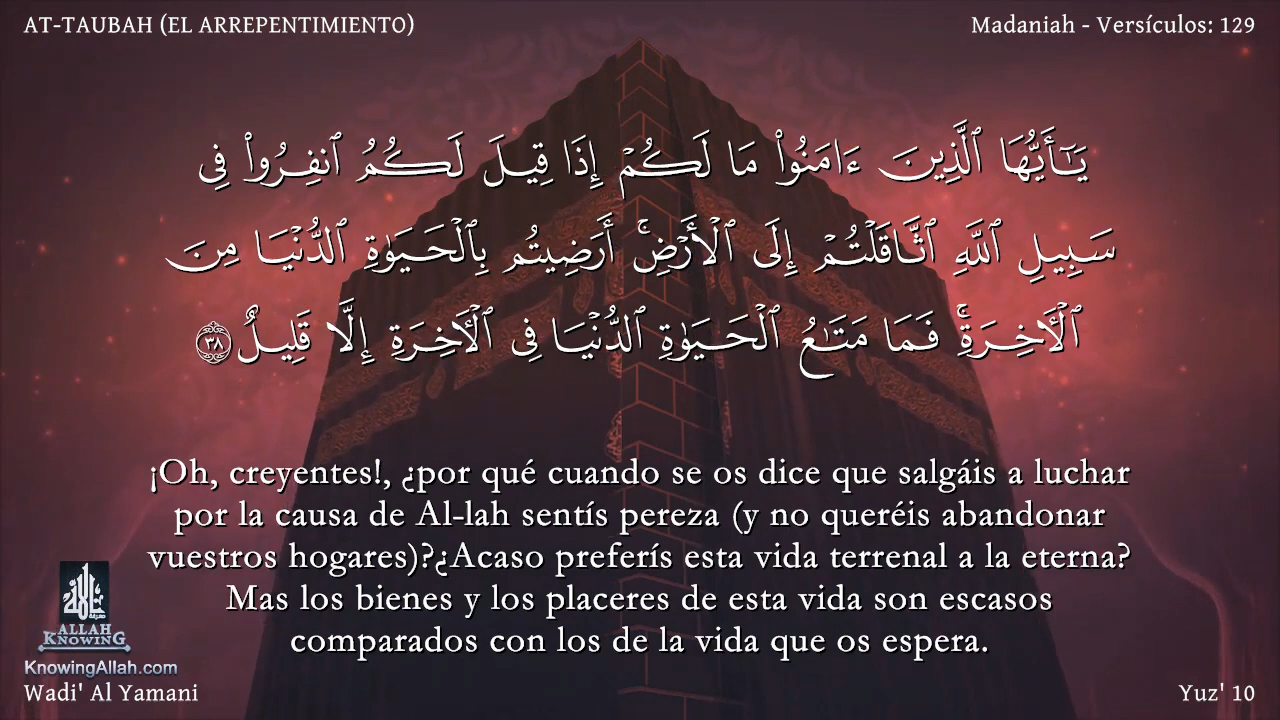 AT-TAUBAH (EL ARREPENTIMIENTO)
Madaniah - Versículos: 129
يَـٰٓأَيُّهَا ٱلَّذِينَ ءَامَنُوا۟ مَا لَكُمْ إِذَا قِيلَ لَكُمُ ٱنفِرُوا۟ فِى
سَبِيلِ ٱللَّهِ ٱثَّاقَلْتُمْ إِلَى ٱلْأَرْضِ ۚ أَرَضِيتُم بِٱلْحَيَوٰةِ ٱلدُّنْيَا مِنَ
ٱلْـَٔاخِرَةِ ۚ فَمَا مَتَـٰعُ ٱلْحَيَوٰةِ ٱلدُّنْيَا فِى ٱلْـَٔاخِرَةِ إِلَّا قَلِيلٌ ٣٨
¡Oh, creyentes!, ¿por qué cuando se os dice que salgáis a luchar
por la causa de Al-lah sentís pereza (y no queréis abandonar
vuestros hogares)?¿Acaso preferís esta vida terrenal a la eterna?
Mas los bienes y los placeres de esta vida son escasos
comparados con los de la vida que os espera.
ALLAH
KNOWING
KnowingAllah.com
Wadi' Al Yamani
Yuz' 10